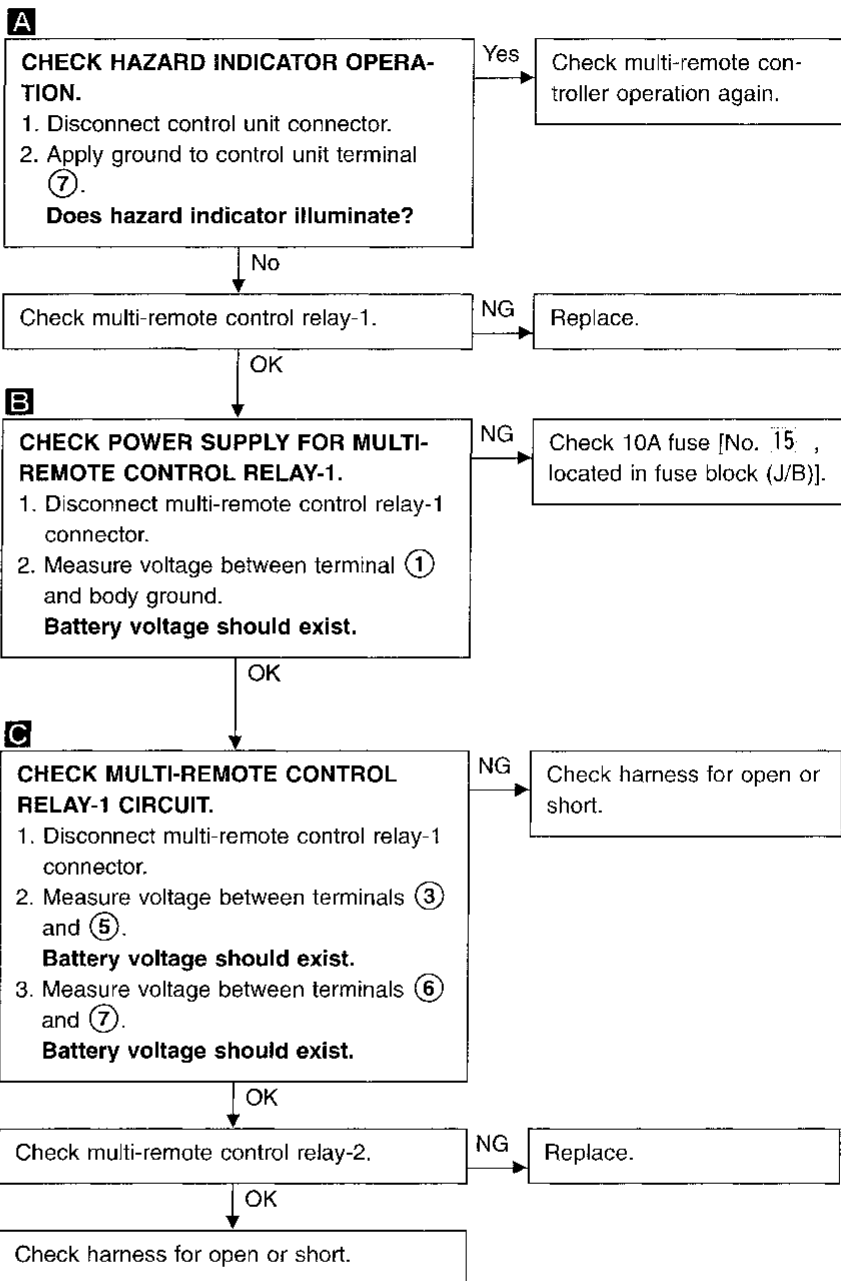 A
CHECK HAZARD INDICATOR OPERA-
TION.
1. Disconnect control unit connector.
2. Apply ground to control unit terminal
⑦.
Does hazard indicator illuminate?
Yes
Check multi-remote con-
troller operation again.
No
Check multi-remote control relay-1.
NG
Replace.
OK
B
CHECK POWER SUPPLY FOR MULTI-
REMOTE CONTROL RELAY-1.
1. Disconnect multi-remote control relay-1
connector.
2. Measure voltage between terminal ①
and body ground.
Battery voltage should exist.
NG
Check 10A fuse [No. 15 ,
located in fuse block (J/B)].
OK
C
CHECK MULTI-REMOTE CONTROL
RELAY-1 CIRCUIT.
1. Disconnect multi-remote control relay-1
connector.
2. Measure voltage between terminals ③
and ⑤.
Battery voltage should exist.
3. Measure voltage between terminals ⑥
and ⑦.
Battery voltage should exist.
NG
Check harness for open or
short.
OK
Check multi-remote control relay-2.
NG
Replace.
OK
Check harness for open or short.